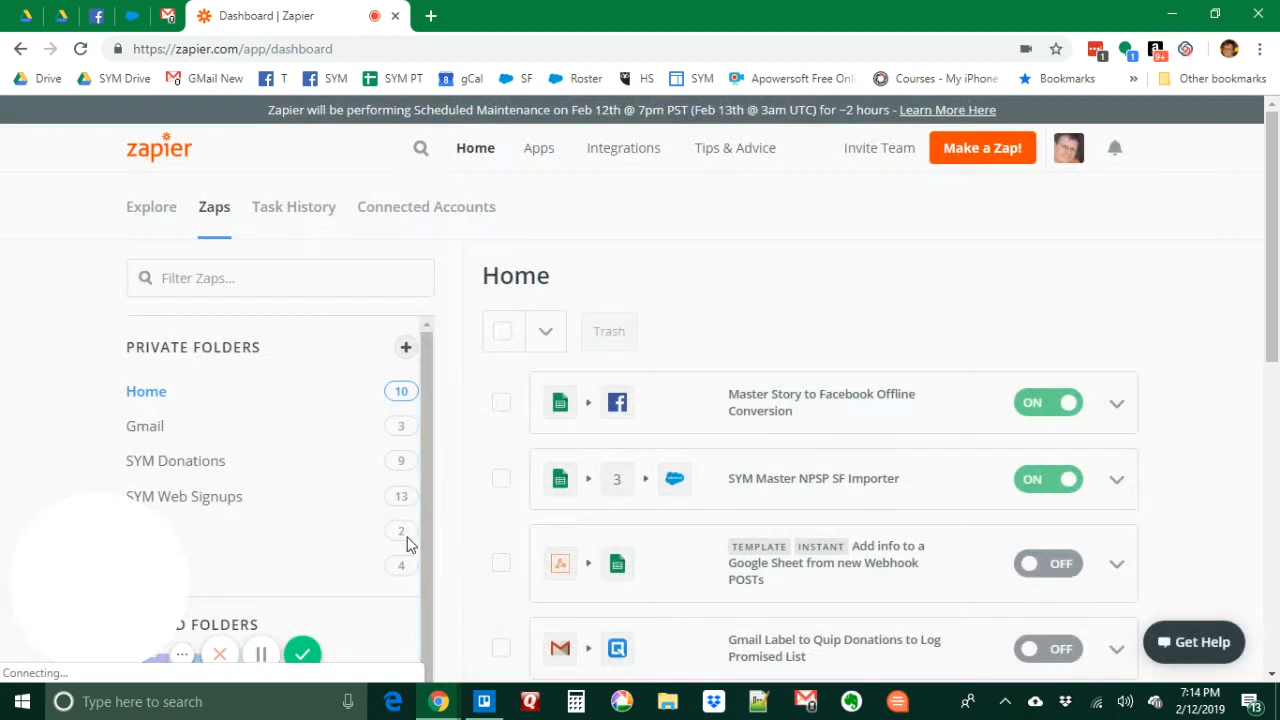 Dashboard | Zapier
https://zapier.com/app/dashboard
1
1
9+
Drive
SYM Drive
GMail New
T
SYM
SYM PT
8
gCal
SF
Roster
HS
SYM
Apowersoft Free Onl
Courses - My iPhone
Bookmarks
»
Other bookmarks
Zapier will be performing Scheduled Maintenance on Feb 12th @ 7pm PST (Feb 13th @ 3am UTC) for ~2 hours - Learn More Here
zapier
Home
Apps
Integrations
Tips & Advice
Invite Team
Make a Zap!
Explore
Zaps
Task History
Connected Accounts
Filter Zaps...
PRIVATE FOLDERS
Home
10
Gmail
3
SYM Donations
9
SYM Web Signups
13
2
4
D FOLDERS
Connecting...
Home
Trash
Master Story to Facebook Offline
Conversion
ON
3
SYM Master NPSP SF Importer
ON
TEMPLATE INSTANT Add info to a
Google Sheet from new Webhook
POSTs
OFF
Gmail Label to Quip Donations to Log
Promised List
OFF
Get Help
Type here to search
7:14 PM
2/12/2019
13